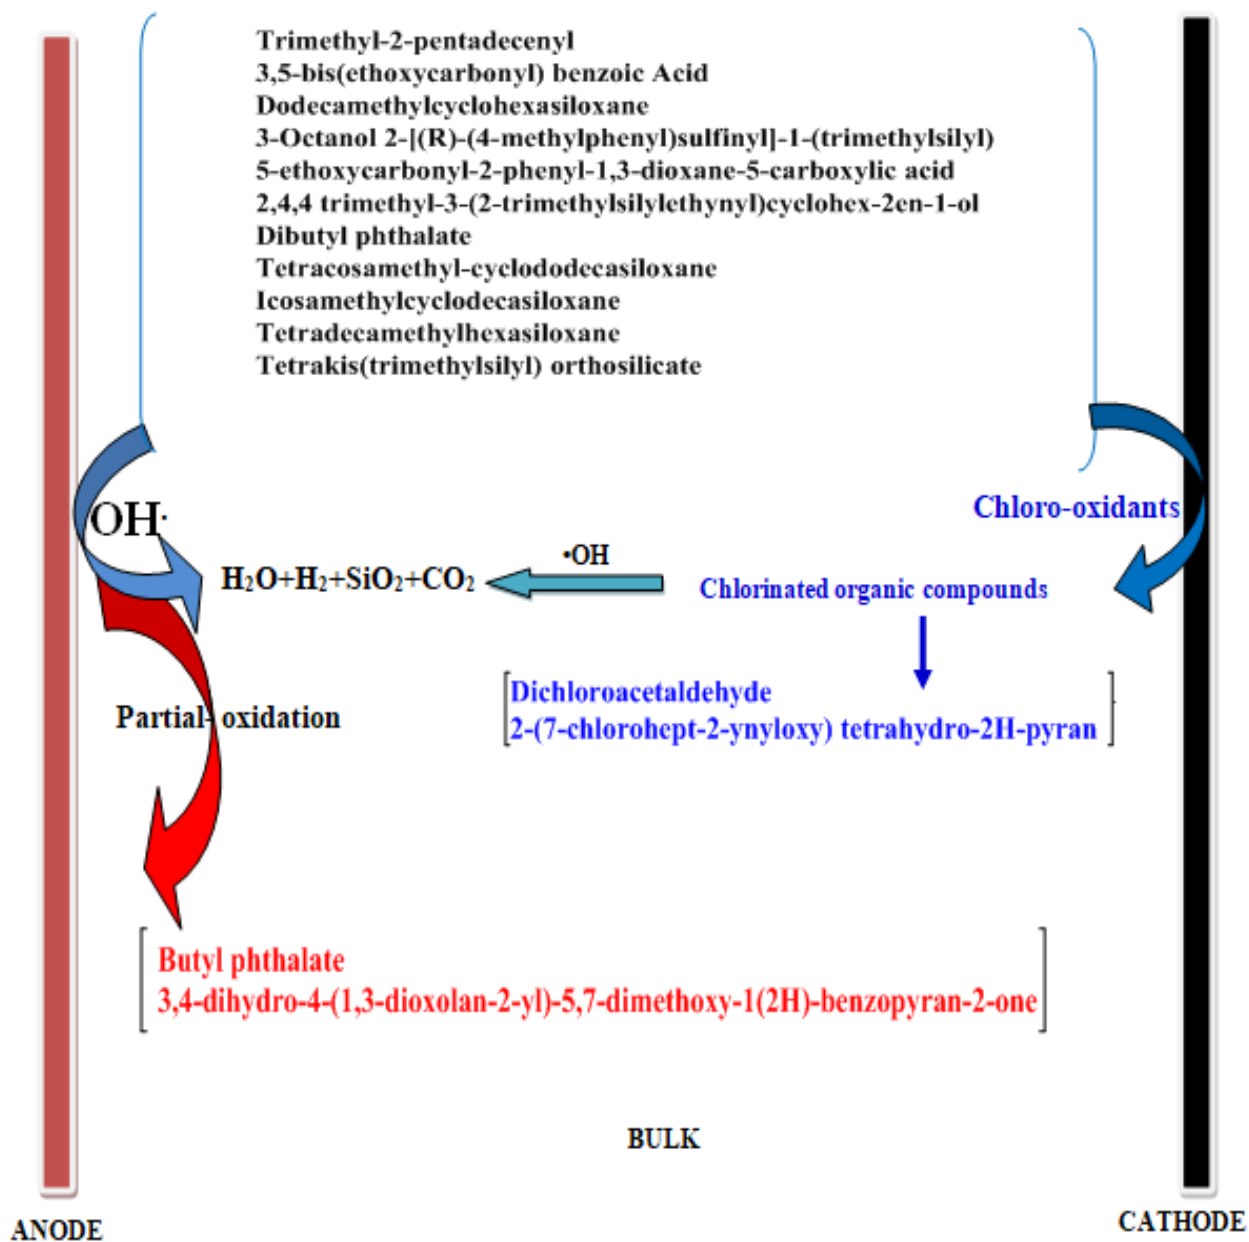 Trimethyl-2-pentadecenyl
3,5-bis(ethoxycarbonyl) benzoic Acid
Dodecamethylcyclohexasiloxane
3-Octanol 2-[(R)-(4-methylphenyl)sulfinyl]-1-(trimethylsilyl)
5-ethoxycarbonyl-2-phenyl-1,3-dioxane-5-carboxylic acid
2,4,4 trimethyl-3-(2-trimethylsilylethynyl)cyclohex-2en-1-ol
Dibutyl phthalate
Tetracosamethyl-cyclododecasiloxane
Icosamethylcyclodecasiloxane
Tetradecamethylhexasiloxane
Tetrakis(trimethylsilyl) orthosilicate
Chloro-oxidants
OH·
•OH
H₂O+H₂+SiO₂+CO₂
Chlorinated organic compounds
Dichloroacetaldehyde
2-(7-chlorohept-2-ynyloxy) tetrahydro-2H-pyran
Partial- oxidation
Butyl phthalate
3,4-dihydro-4-(1,3-dioxolan-2-yl)-5,7-dimethoxy-1(2H)-benzopyran-2-one
BULK
ANODE
CATHODE